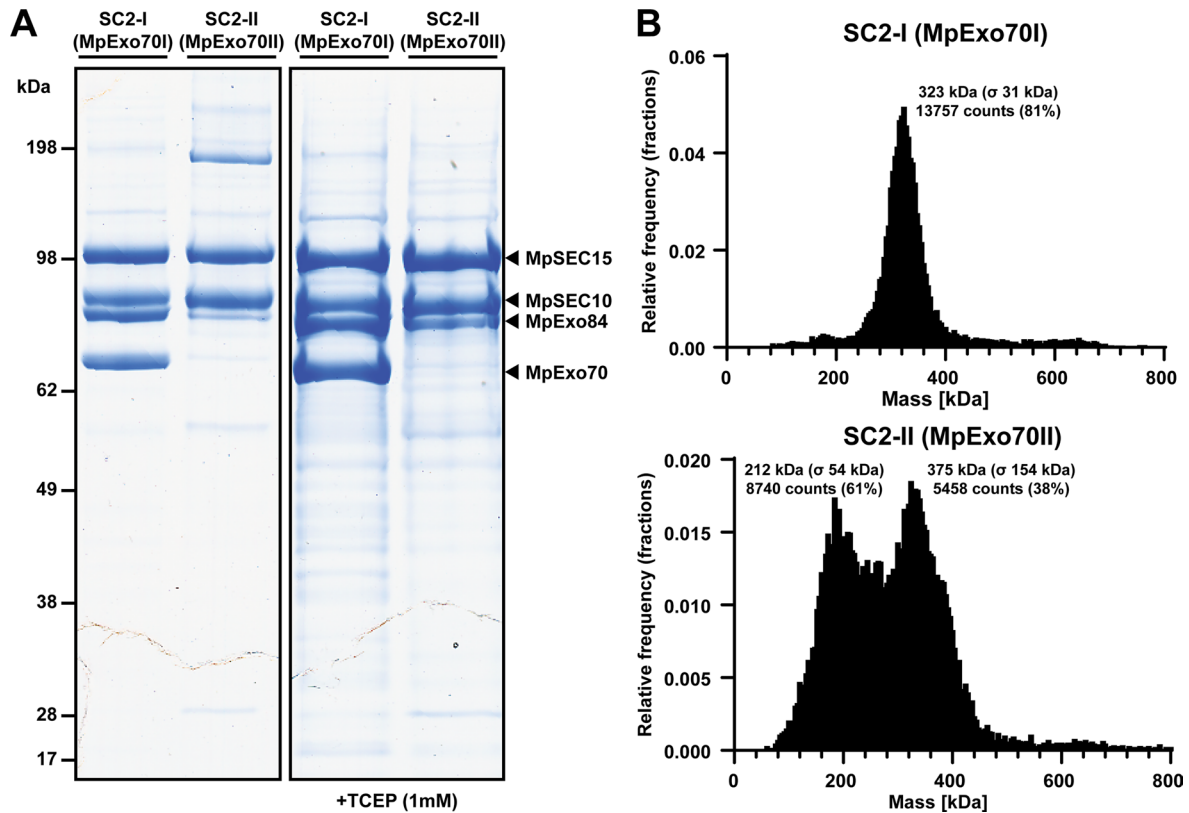 A
SC2-I SC2-II SC2-I SC2-II
(MpExo70I) (MpExo70II) (MpExo70I) (MpExo70II)
kDa
198
98
62
49
38
28
17
MpSEC15
MpSEC10
MpExo84
MpExo70
+TCEP (1mM)
B
SC2-I (MpExo70I)
323 kDa (σ 31 kDa)
13757 counts (81%)
Relative frequency (fractions)
0.06
0.04
0.02
0.00
0 200 400 600 800
Mass [kDa]
SC2-II (MpExo70II)
212 kDa (σ 54 kDa) 375 kDa (σ 154 kDa)
8740 counts (61%) 5458 counts (38%)
Relative frequency (fractions)
0.020
0.015
0.010
0.005
0.000
0 200 400 600 800
Mass [kDa]